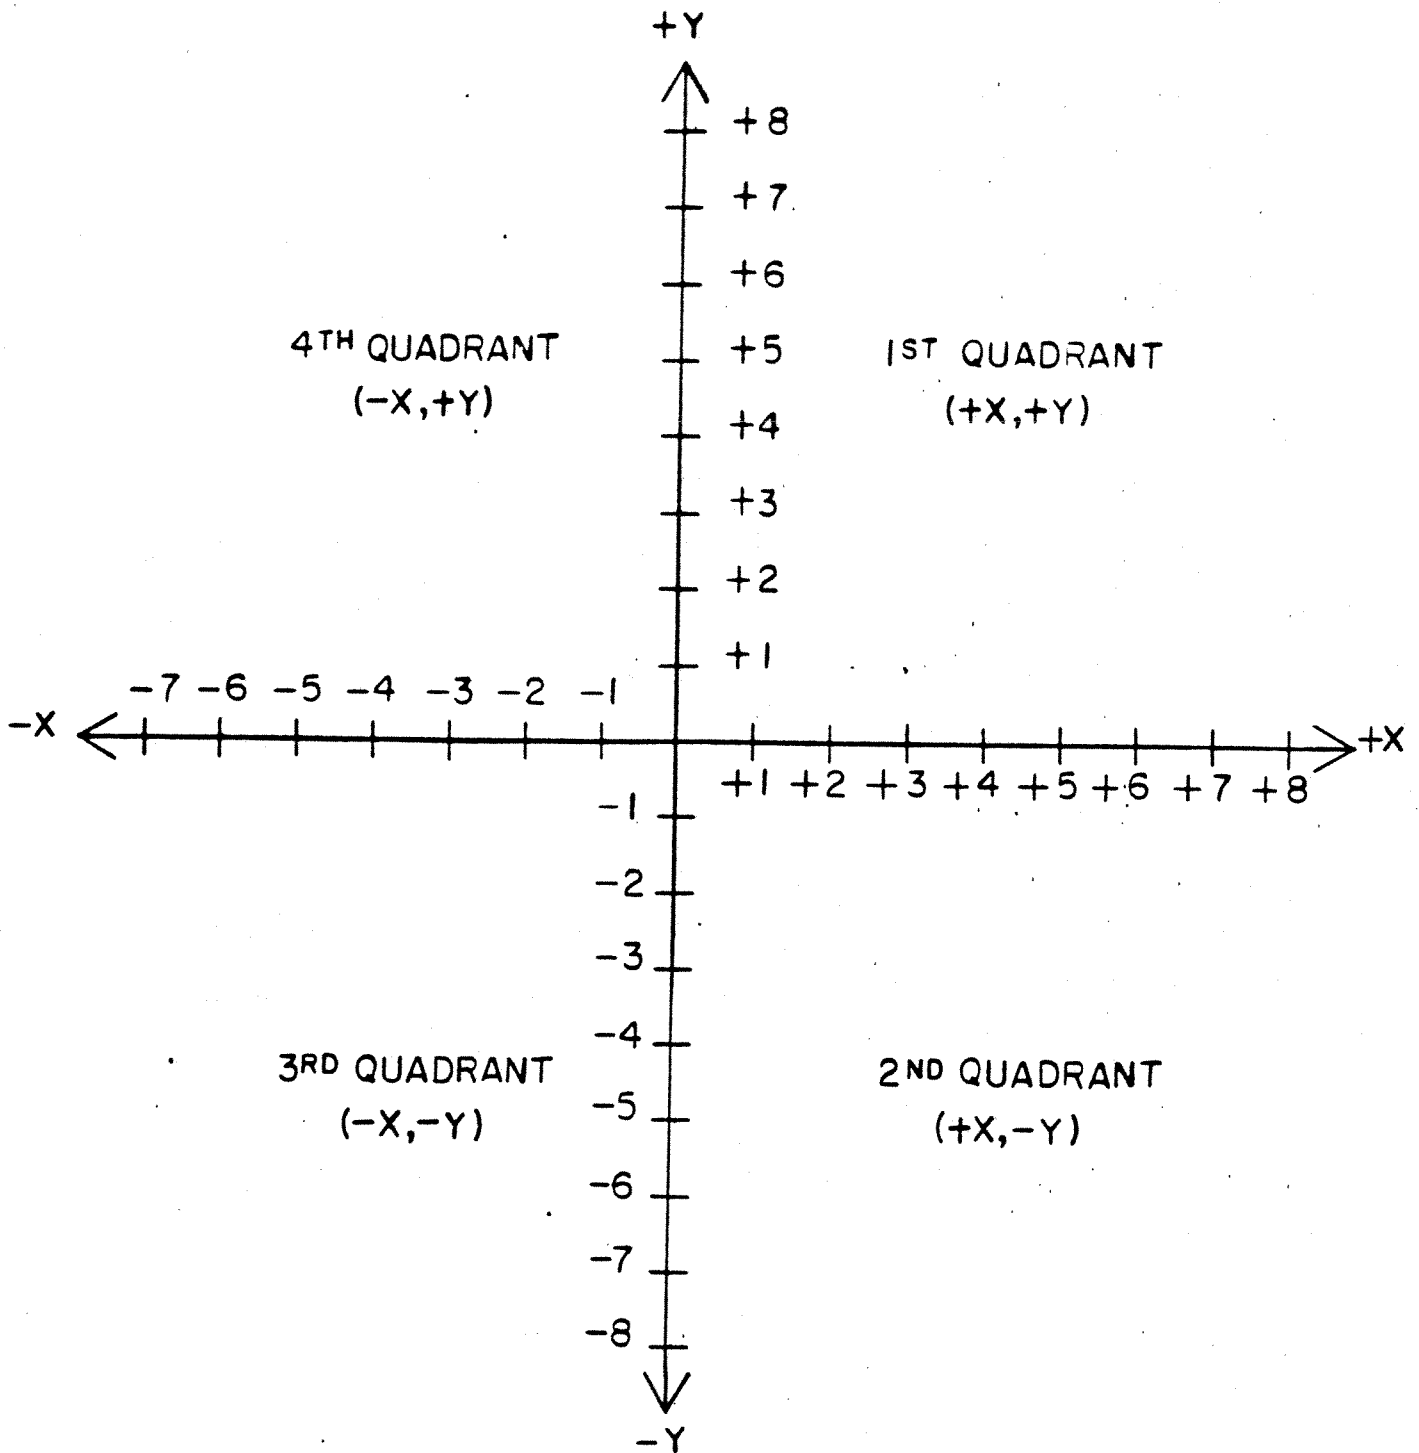 +Y
+8
+7
+6
4TH QUADRANT
(-X,+Y)
+5
1ST QUADRANT
(+X,+Y)
+4
+3
+2
+1
-7 -6 -5 -4 -3 -2 -1
-X
+X
+1 +2 +3 +4 +5 +6 +7 +8
-1
-2
-3
-4
3RD QUADRANT
(-X,-Y)
2ND QUADRANT
(+X,-Y)
-5
-6
-7
-8
-Y